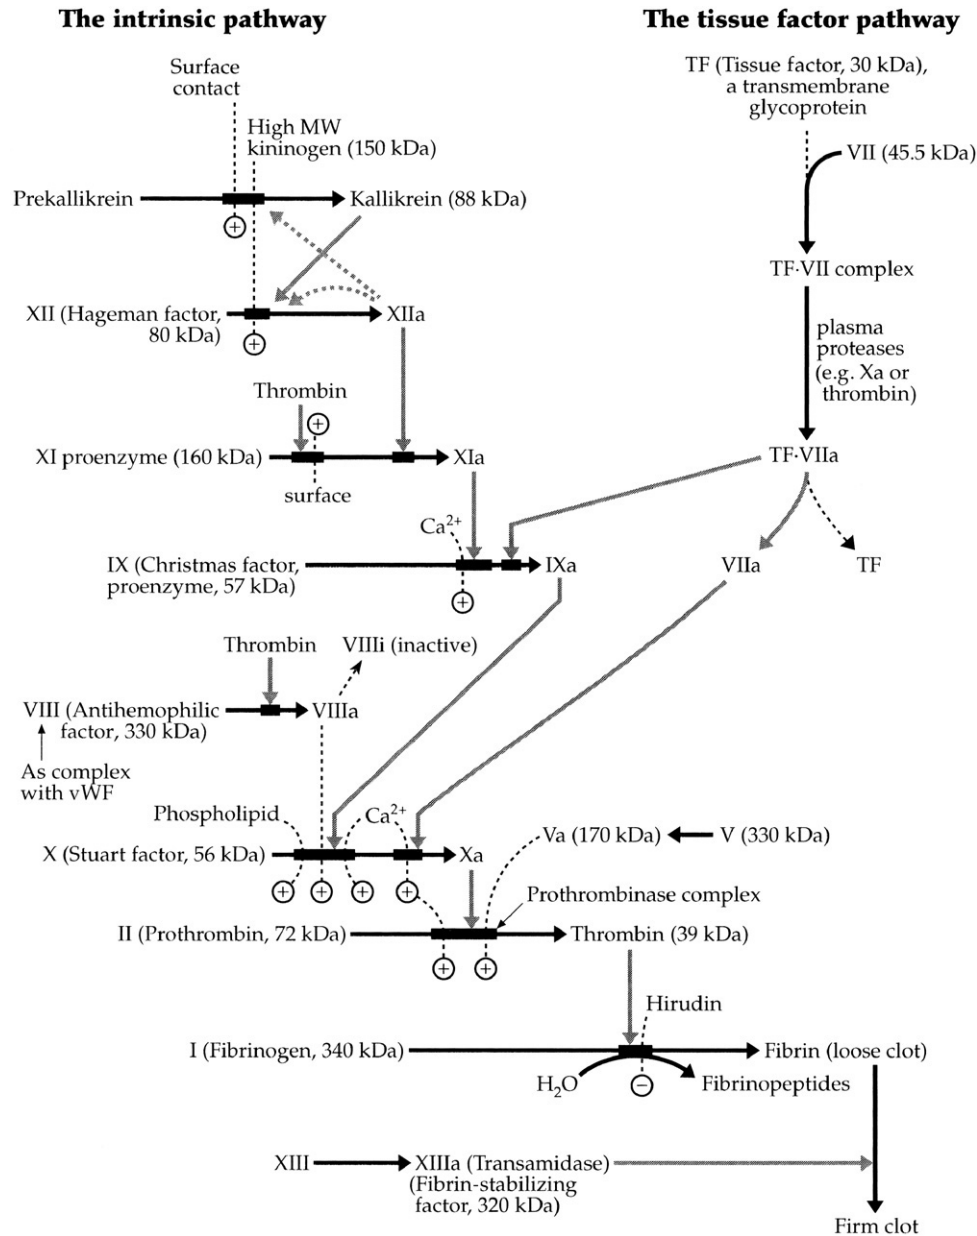 The intrinsic pathway
The tissue factor pathway
Surface
contact
High MW
kininogen (150 kDa)
TF (Tissue factor, 30 kDa),
a transmembrane
glycoprotein
VII (45.5 kDa)
Prekallikrein
Kallikrein (88 kDa)
+
TF·VII complex
XII (Hageman factor,
80 kDa)
XIIa
+
plasma
proteases
(e.g. Xa or
thrombin)
Thrombin
+
XI proenzyme (160 kDa)
XIa
TF·VIIa
surface
Ca2+
IX (Christmas factor,
proenzyme, 57 kDa)
IXa
VIIa
TF
+
Thrombin
VIIIi (inactive)
VIII (Antihemophilic
factor, 330 kDa)
VIIIa
As complex
with vWF
Phospholipid
Ca2+
Va (170 kDa)
V (330 kDa)
X (Stuart factor, 56 kDa)
Xa
+ + + +
Prothrombinase complex
II (Prothrombin, 72 kDa)
Thrombin (39 kDa)
+ +
Hirudin
I (Fibrinogen, 340 kDa)
Fibrin (loose clot)
H2O
−
Fibrinopeptides
XIII
XIIIa (Transamidase)
(Fibrin-stabilizing
factor, 320 kDa)
Firm clot